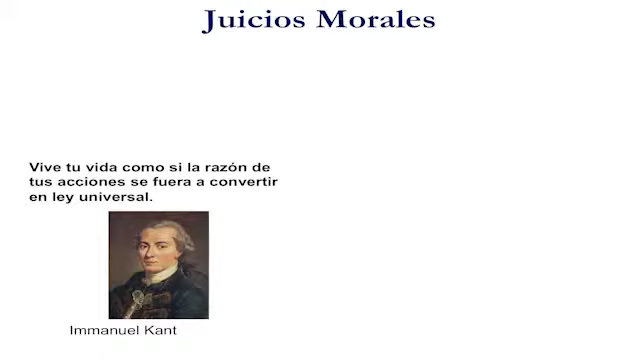 Juicios Morales
Vive tu vida como si la razón de
tus acciones se fuera a convertir
en ley universal.
Immanuel Kant